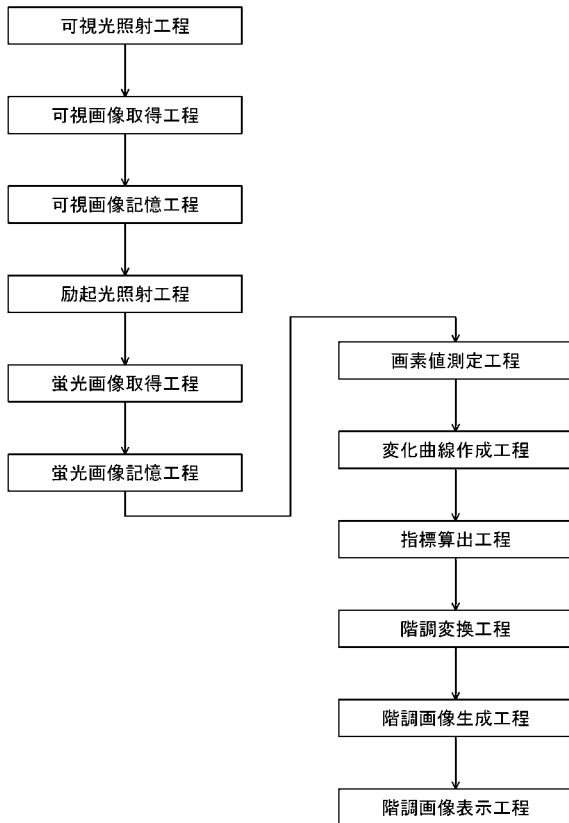 可視光照射工程
可視画像取得工程
可視画像記憶工程
励起光照射工程
蛍光画像取得工程
蛍光画像記憶工程
画素値測定工程
変化曲線作成工程
指標算出工程
階調変換工程
階調画像生成工程
階調画像表示工程